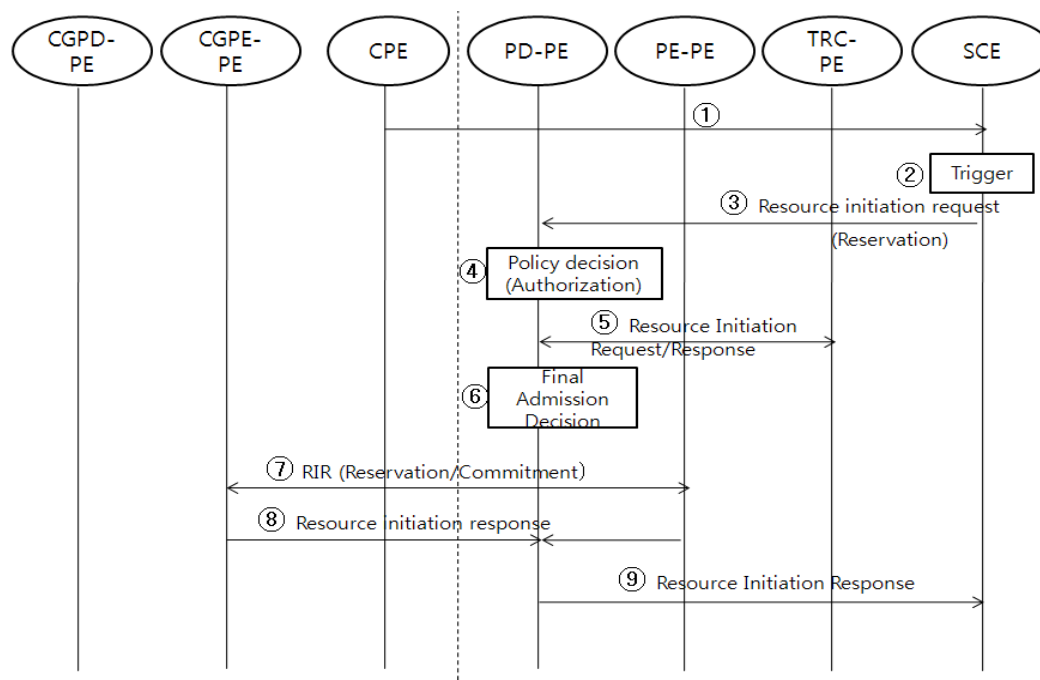 CGPD-
PE
CGPE-
PE
CPE
PD-PE
PE-PE
TRC-
PE
SCE
①
② Trigger
③ Resource initiation request
(Reservation)
④ Policy decision
(Authorization)
⑤ Resource Initiation
Request/Response
⑥ Final
Admission
Decision
⑦ RIR (Reservation/Commitment)
⑧ Resource initiation response
⑨ Resource Initiation Response